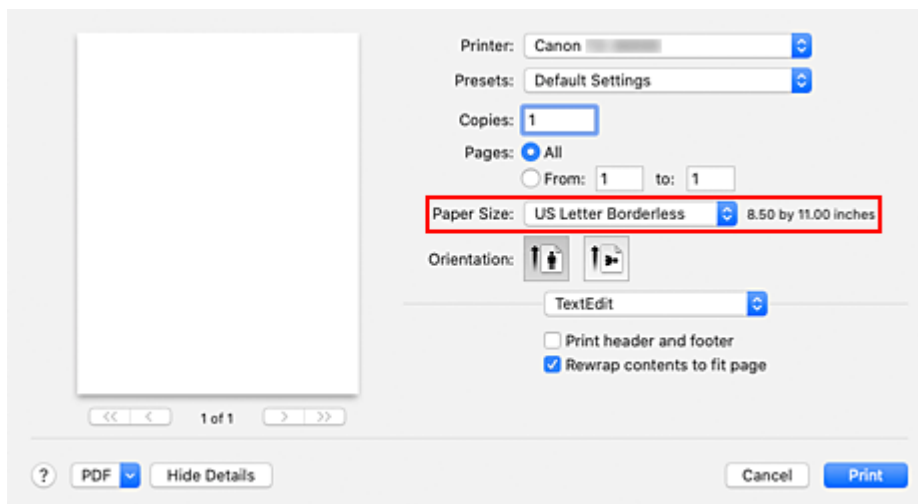 Printer: Canon
Presets: Default Settings
Copies: 1
Pages: All
From: 1 to: 1
Paper Size: US Letter Borderless 8.50 by 11.00 inches
Orientation:
TextEdit
Print header and footer
Rewrap contents to fit page
<< < 1 of 1 > >>
? PDF Hide Details Cancel Print